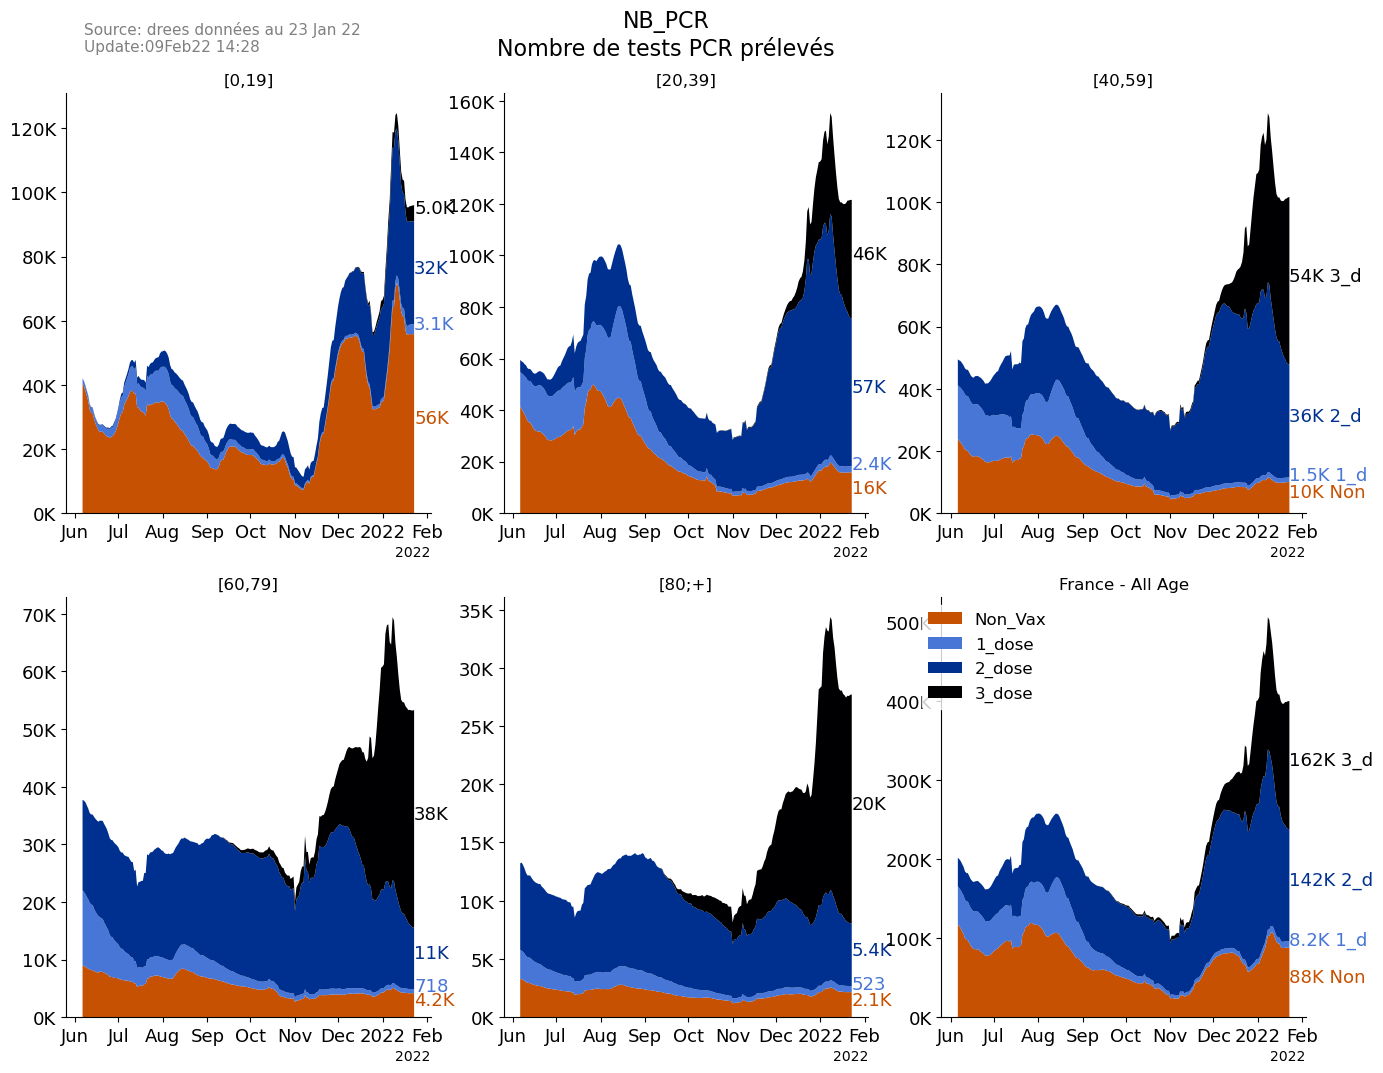 Source: drees données au 23 Jan 22
Update:09Feb22 14:28
NB_PCR
Nombre de tests PCR prélevés
[0,19]
120K
100K
80K
60K
40K
20K
0K
Jun Jul Aug Sep Oct Nov Dec 2022 Feb
2022
5.0K
32K
3.1K
56K
[20,39]
160K
140K
120K
100K
80K
60K
40K
20K
0K
Jun Jul Aug Sep Oct Nov Dec 2022 Feb
2022
46K
57K
2.4K
16K
[40,59]
120K
100K
80K
60K
40K
20K
0K
Jun Jul Aug Sep Oct Nov Dec 2022 Feb
2022
54K 3_d
36K 2_d
1.5K 1_d
10K Non
[60,79]
70K
60K
50K
40K
30K
20K
10K
0K
Jun Jul Aug Sep Oct Nov Dec 2022 Feb
2022
38K
11K
718
4.2K
[80;+]
35K
30K
25K
20K
15K
10K
5K
0K
Jun Jul Aug Sep Oct Nov Dec 2022 Feb
2022
20K
5.4K
523
2.1K
France - All Age
500K
400K
300K
200K
100K
0K
Jun Jul Aug Sep Oct Nov Dec 2022 Feb
2022
Non_Vax
1_dose
2_dose
3_dose
162K 3_d
142K 2_d
8.2K 1_d
88K Non